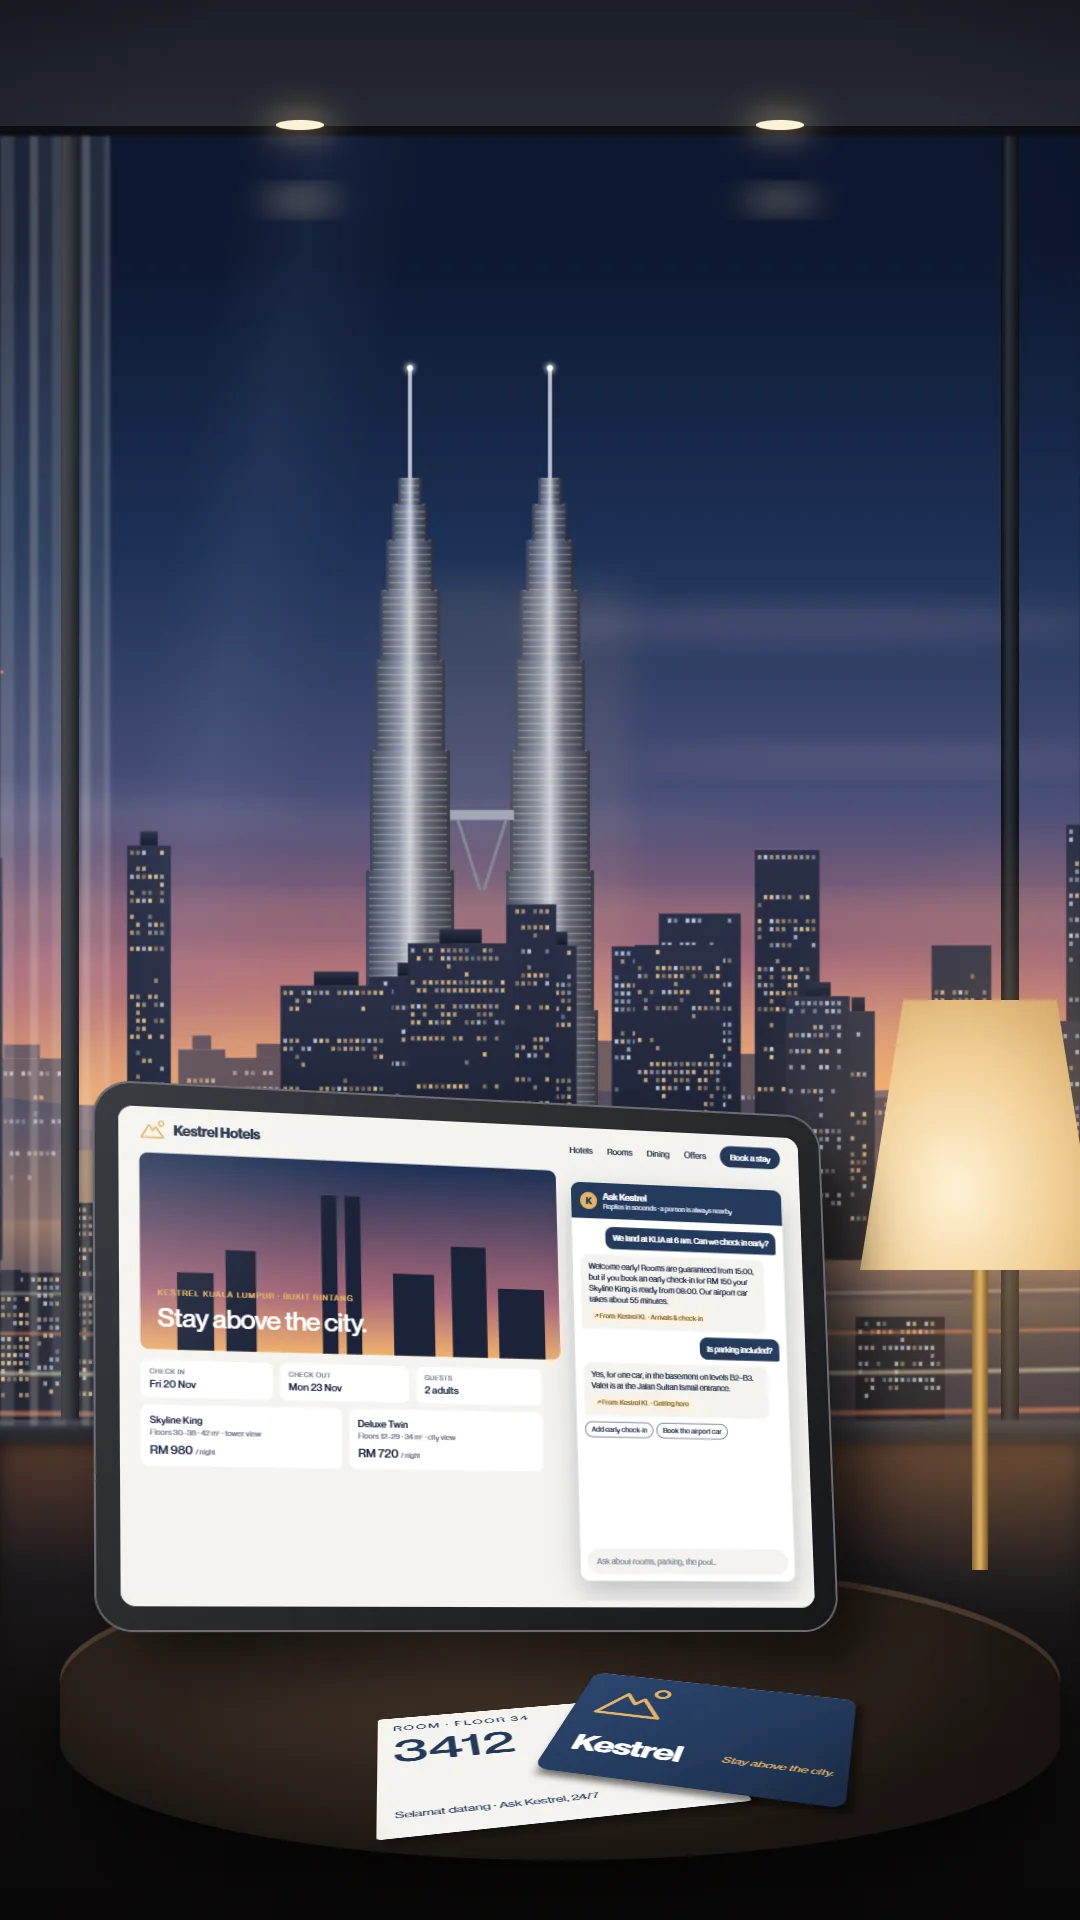 Kestrel Hotels
Hotels Rooms Dining Offers Book a stay
KESTREL KUALA LUMPUR · BUKIT BINTANG
Stay above the city.
CHECK IN
Fri 20 Nov
CHECK OUT
Mon 23 Nov
GUESTS
2 adults
Skyline King
Floors 30–38 · 42 m² · tower view
RM 980 / night
Deluxe Twin
Floors 12–29 · 34 m² · city view
RM 720 / night
K
Ask Kestrel
Replies in seconds · a person is always nearby
We land at KLIA at 6 am. Can we check in early?
Welcome early! Rooms are guaranteed from 15:00,
but if you book an early check-in for RM 150 your
Skyline King is ready from 08:00. Our airport car
takes about 55 minutes.
↗ From: Kestrel KL · Arrivals & check-in
Is parking included?
Yes, for one car, in the basement on levels B2–B3.
Valet is at the Jalan Sultan Ismail entrance.
↗ From: Kestrel KL · Getting here
Add early check-in
Book the airport car
Ask about rooms, parking, the pool…
ROOM · FLOOR 34
3412
Selamat datang · Ask Kestrel, 24/7
Kestrel
Stay above the city.